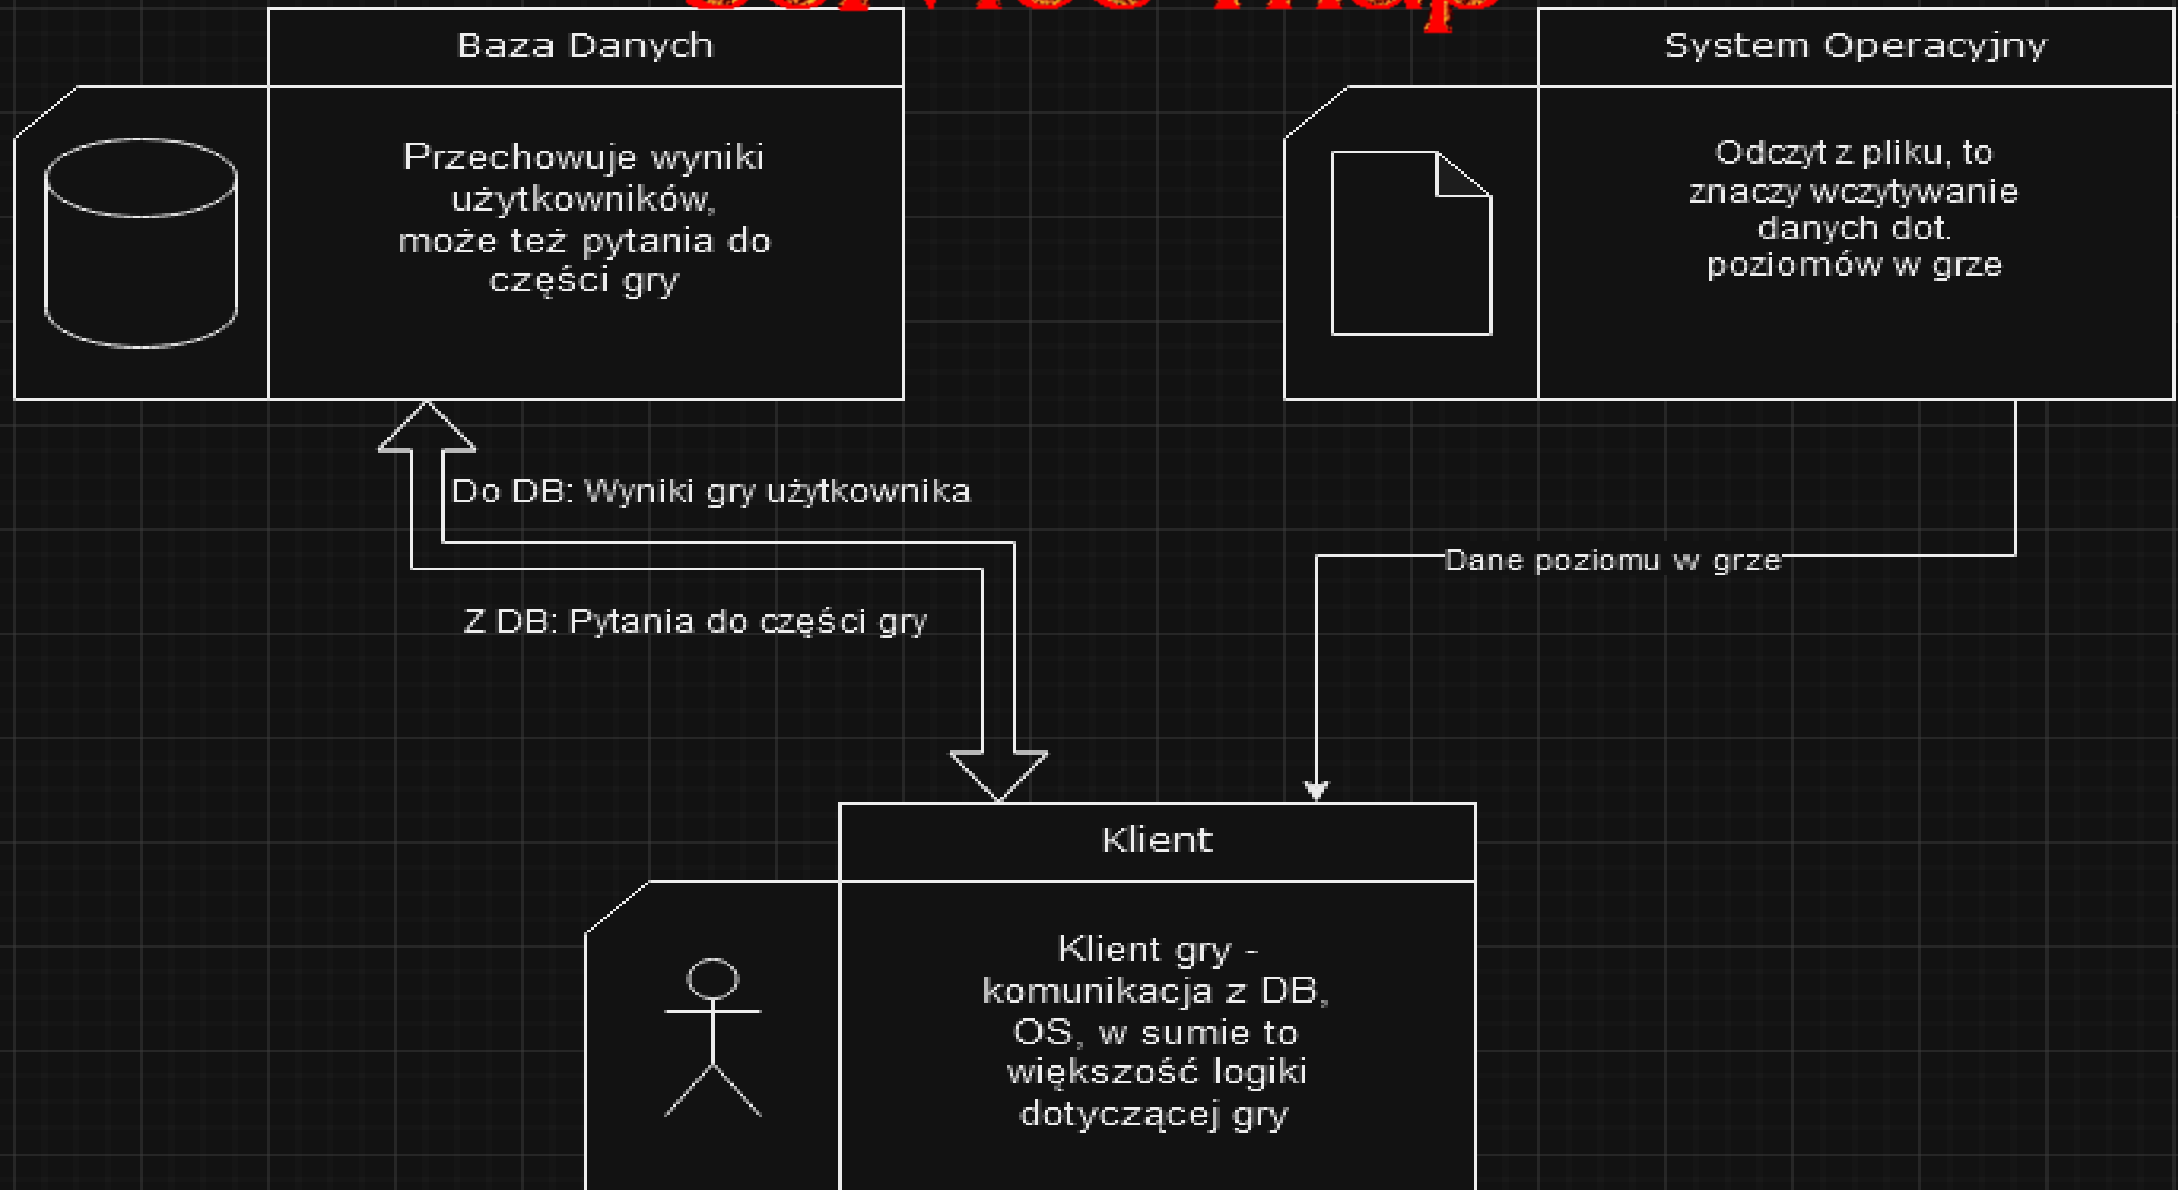 Service Map
Baza Danych
Przechowuje wyniki
użytkowników,
może też pytania do
części gry
System Operacyjny
Odczyt z pliku, to
znaczy wczytywanie
danych dot.
poziomów w grze
Do DB: Wyniki gry użytkownika
Z DB: Pytania do części gry
Dane poziomu w grze
Klient
Klient gry -
komunikacja z DB,
OS, w sumie to
większość logiki
dotyczącej gry